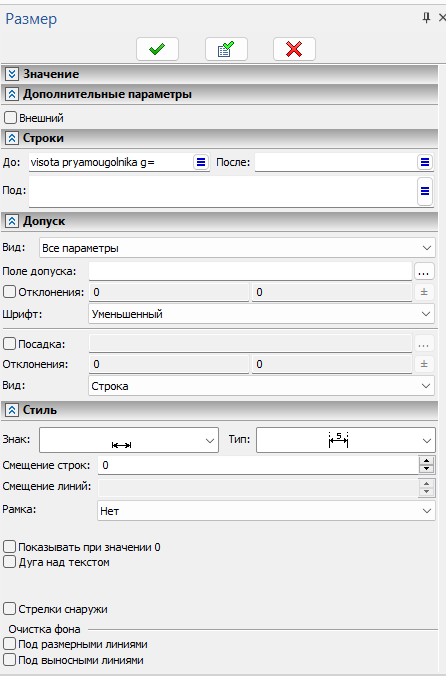 Размер
Значение
Дополнительные параметры
Внешний
Строки
До: visota pryamougolnika g= После:
Под:
Допуск
Вид: Все параметры
Поле допуска: ...
Отклонения: 0 0 ±
Шрифт: Уменьшенный
Посадка: ...
Отклонения: 0 0 ±
Вид: Строка
Стиль
Знак: Тип: 5
Смещение строк: 0
Смещение линий:
Рамка: Нет
Показывать при значении 0
Дуга над текстом
Стрелки снаружи
Очистка фона
Под размерными линиями
Под выносными линиями